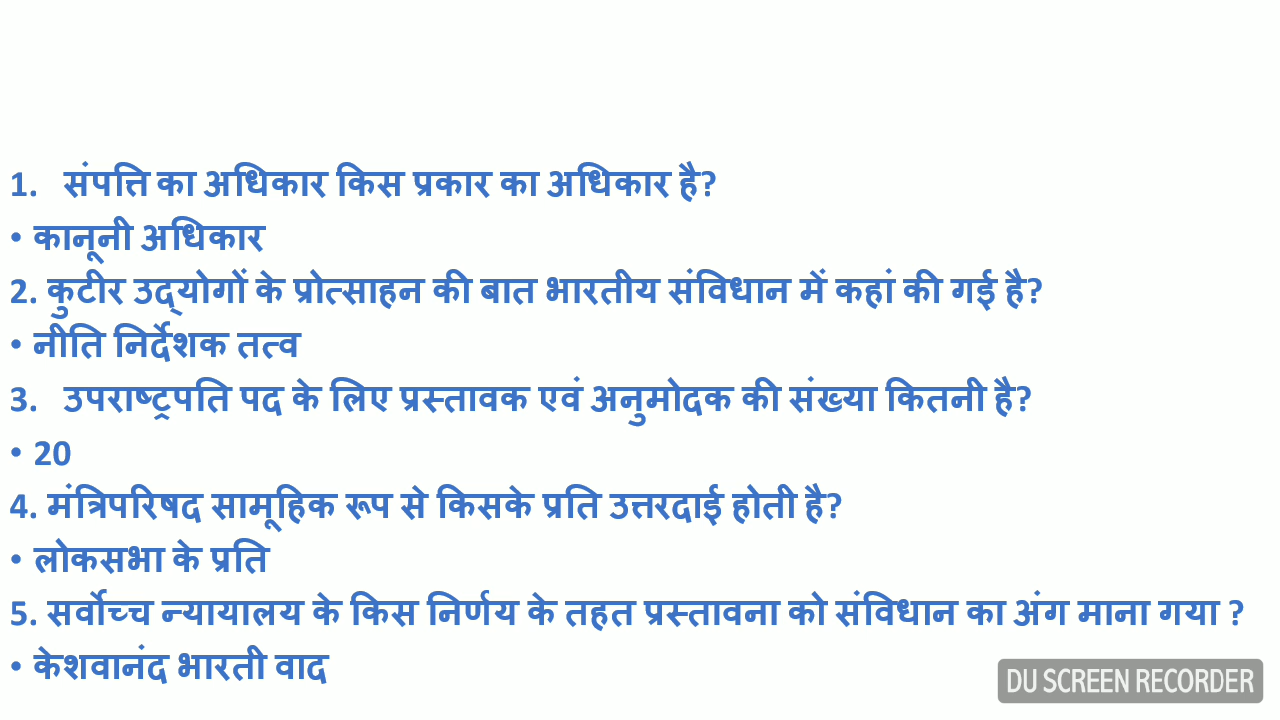 1. संपत्ति का अधिकार किस प्रकार का अधिकार है?
• कानूनी अधिकार
2. कुटीर उद्योगों के प्रोत्साहन की बात भारतीय संविधान में कहां की गई है?
• नीति निर्देशक तत्व
3. उपराष्ट्रपति पद के लिए प्रस्तावक एवं अनुमोदक की संख्या कितनी है?
• 20
4. मंत्रिपरिषद सामूहिक रूप से किसके प्रति उत्तरदाई होती है?
• लोकसभा के प्रति
5. सर्वोच्च न्यायालय के किस निर्णय के तहत प्रस्तावना को संविधान का अंग माना गया ?
• केशवानंद भारती वाद
DU SCREEN RECORDER